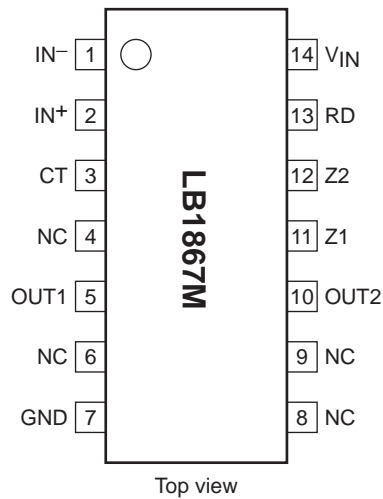 IN– 1 14 VIN
IN+ 2 13 RD
CT 3 12 Z2
NC 4 11 Z1
OUT1 5 10 OUT2
NC 6 9 NC
GND 7 8 NC
LB1867M
Top view